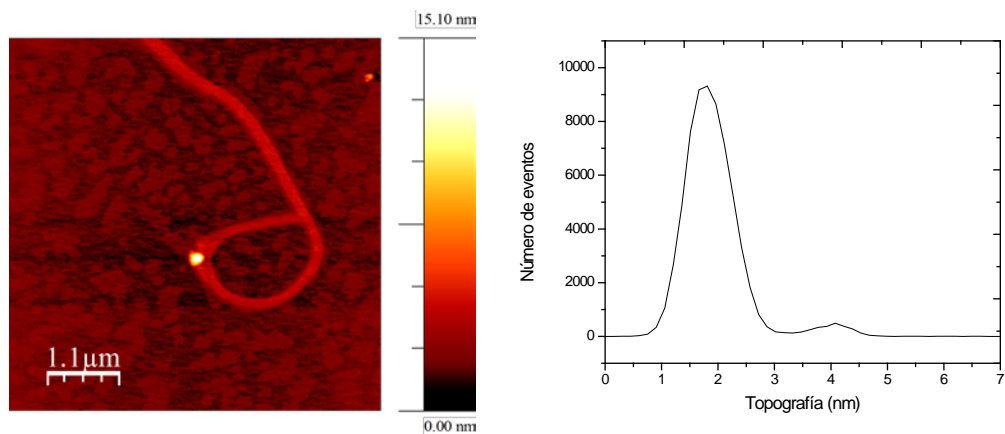 15.10 nm
1.1µm
0.00 nm
Número de eventos
10000
8000
6000
4000
2000
0
0 1 2 3 4 5 6 7
Topografía (nm)